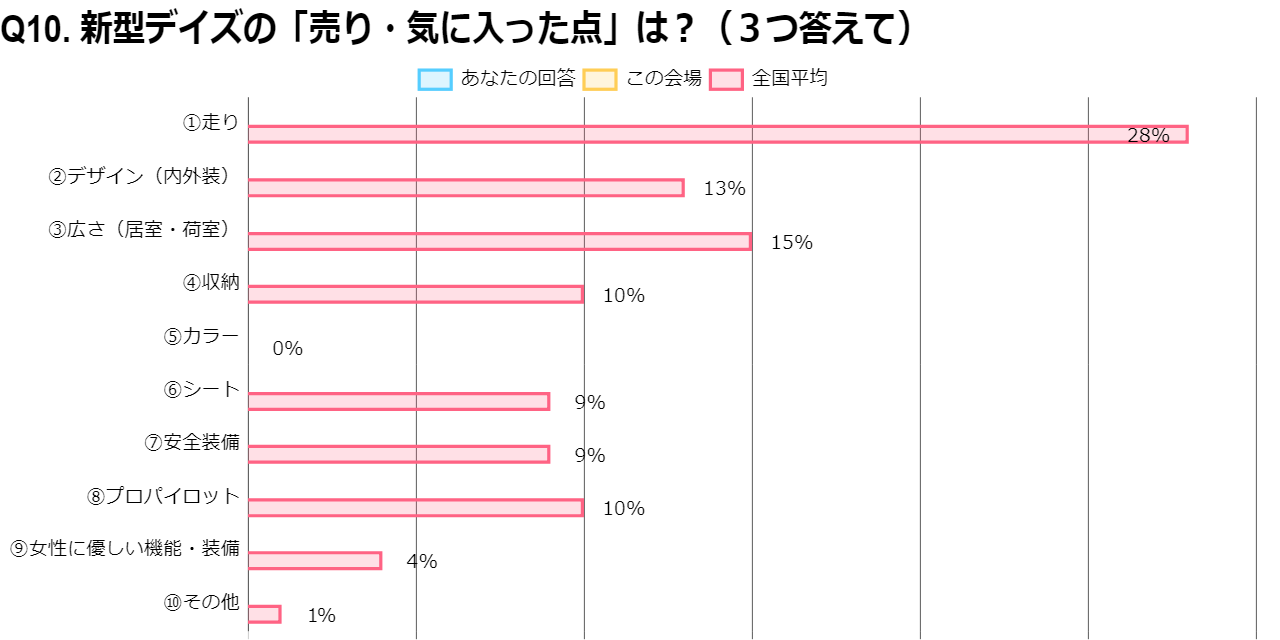 Q10. 新型デイズの「売り・気に入った点」は？（３つ答えて）
あなたの回答 この会場 全国平均
①走り 28%
②デザイン（内外装） 13%
③広さ（居室・荷室） 15%
④収納 10%
⑤カラー 0%
⑥シート 9%
⑦安全装備 9%
⑧プロパイロット 10%
⑨女性に優しい機能・装備 4%
⑩その他 1%